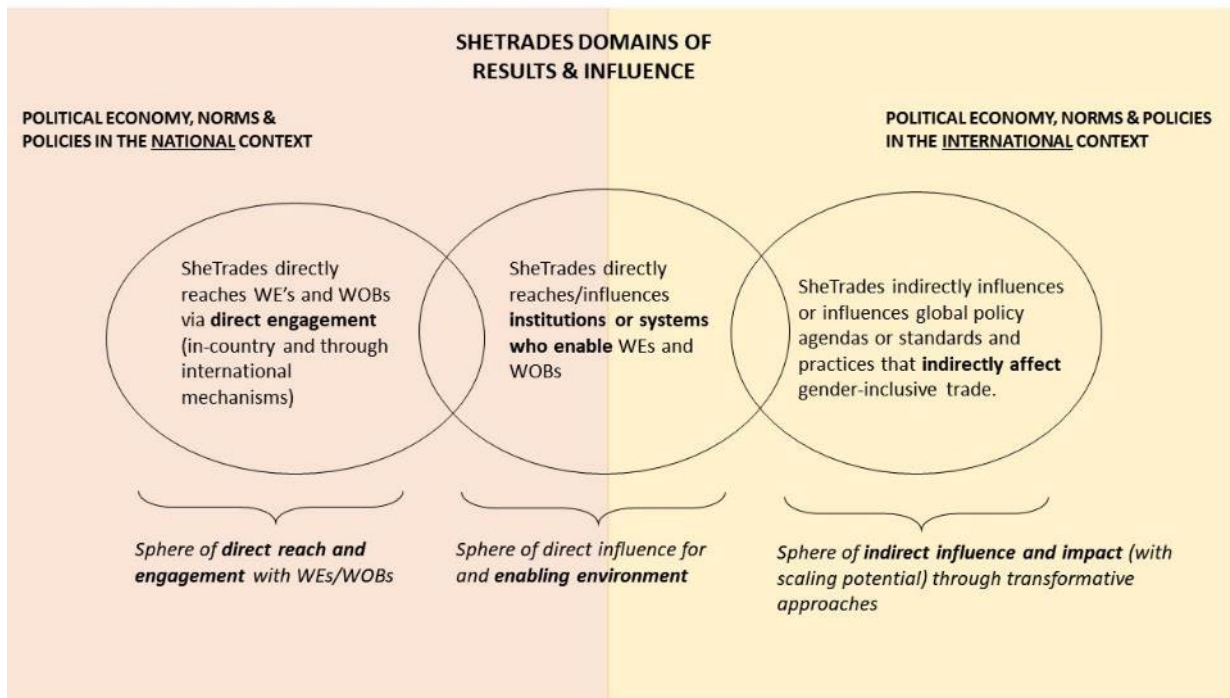 SHETRADES DOMAINS OF
RESULTS & INFLUENCE
POLITICAL ECONOMY, NORMS &
POLICIES IN THE NATIONAL CONTEXT
POLITICAL ECONOMY, NORMS & POLICIES
IN THE INTERNATIONAL CONTEXT
SheTrades directly
reaches WE's and WOBs
via direct engagement
(in-country and through
international
mechanisms)
SheTrades directly
reaches/influences
institutions or systems
who enable WEs and
WOBs
SheTrades indirectly influences
or influences global policy
agendas or standards and
practices that indirectly affect
gender-inclusive trade.
Sphere of direct reach and
engagement with WEs/WOBs
Sphere of direct influence for
and enabling environment
Sphere of indirect influence and impact (with
scaling potential) through transformative
approaches